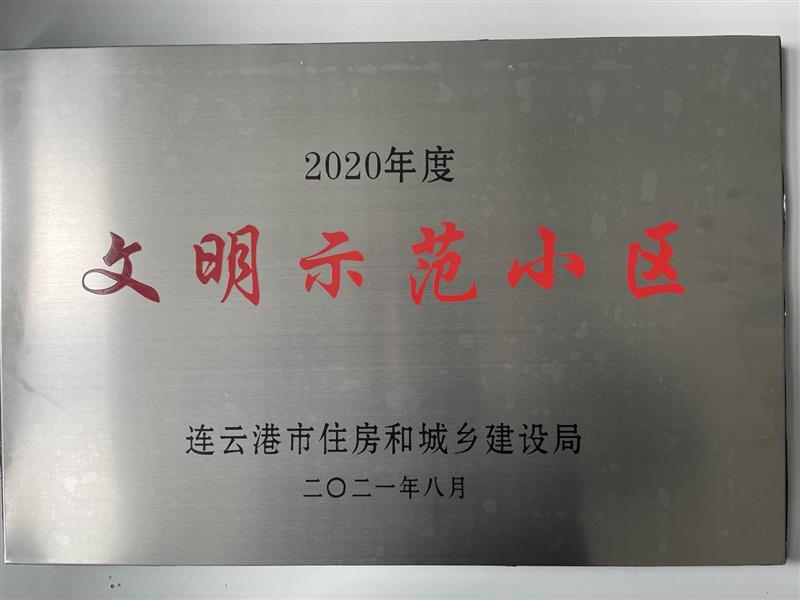 2020年度
文明示范小区
连云港市住房和城乡建设局
二〇二一年八月